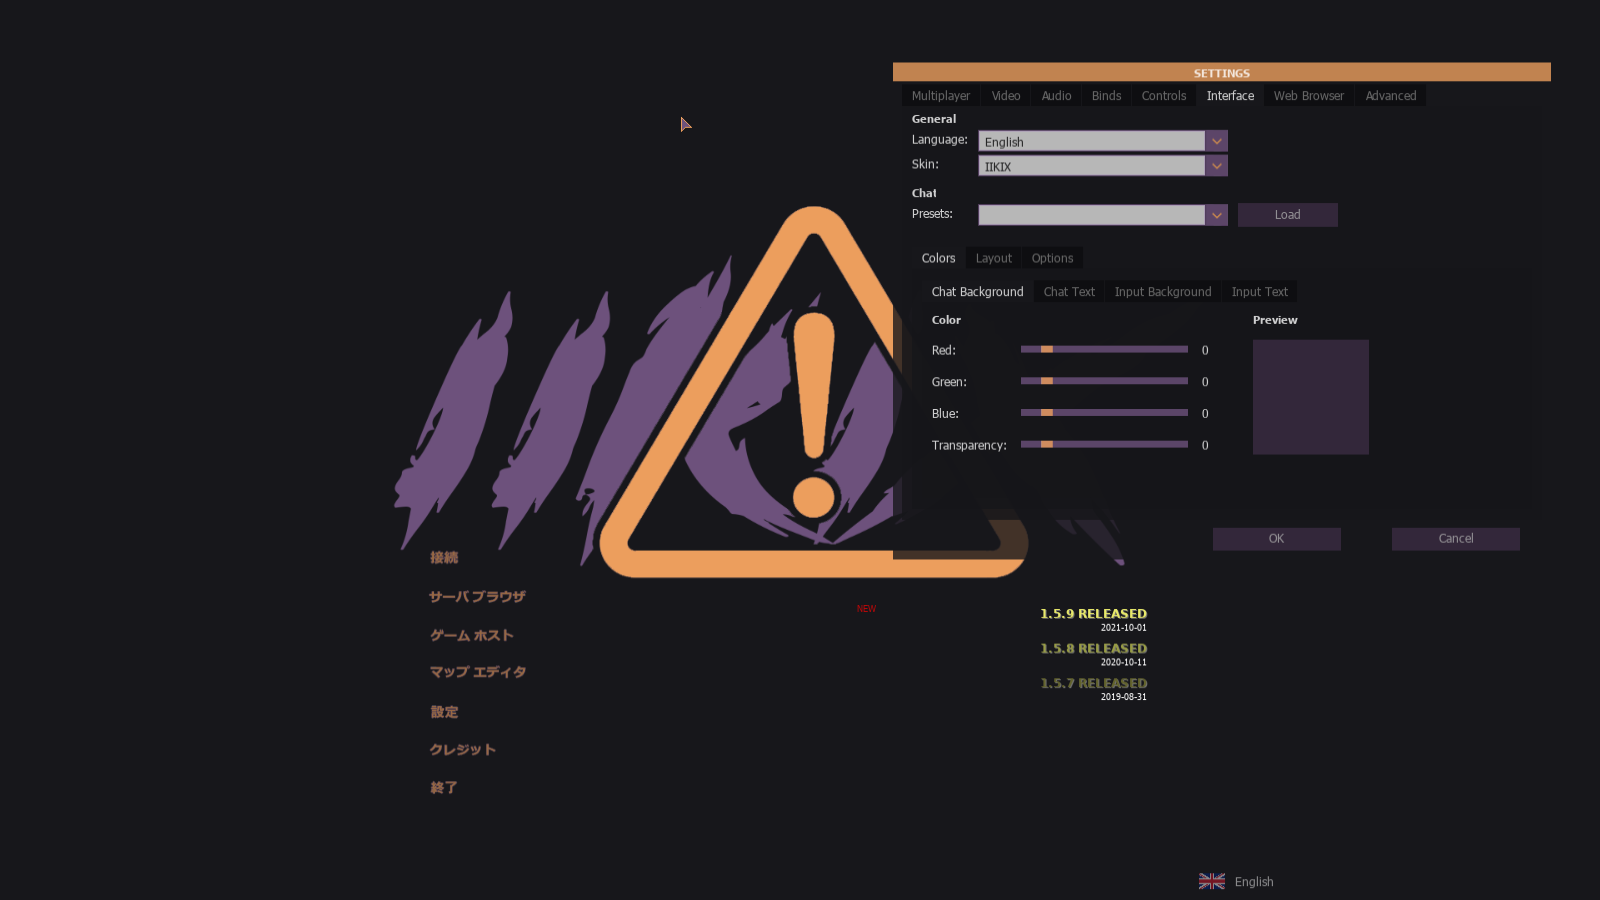 SETTINGS
Multiplayer Video Audio Binds Controls Interface Web Browser Advanced
General
Language: English
Skin: IIKIX
Chat
Presets: Load
Colors Layout Options
Chat Background Chat Text Input Background Input Text
Color Preview
Red: 0
Green: 0
Blue: 0
Transparency: 0
OK Cancel
接続
サーバ ブラウザ
ゲーム ホスト
マップ エディタ
設定
クレジット
終了
NEW
1.5.9 RELEASED
2021-10-01
1.5.8 RELEASED
2020-10-11
1.5.7 RELEASED
2019-08-31
English